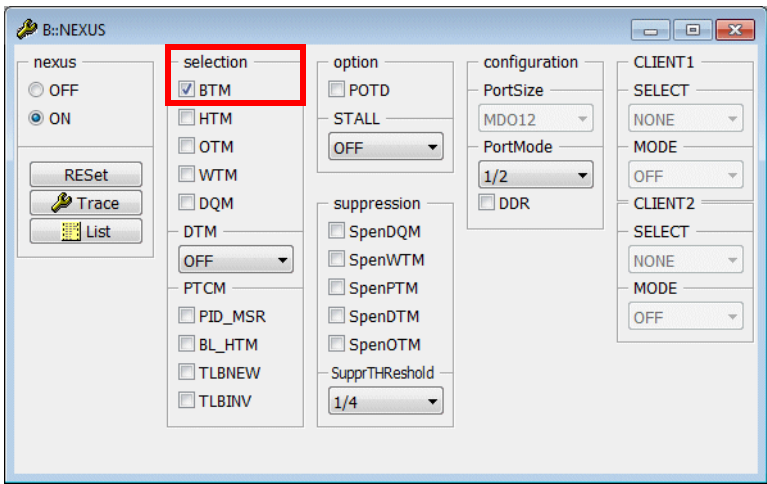 B::NEXUS
nexus
OFF
ON
RESet
Trace
List
selection
BTM
HTM
OTM
WTM
DQM
DTM
OFF
PTCM
PID_MSR
BL_HTM
TLBNEW
TLBINV
option
POTD
STALL
OFF
suppression
SpenDQM
SpenWTM
SpenPTM
SpenDTM
SpenOTM
SupprTHReshold
1/4
configuration
PortSize
MDO12
PortMode
1/2
DDR
CLIENT1
SELECT
NONE
MODE
OFF
CLIENT2
SELECT
NONE
MODE
OFF